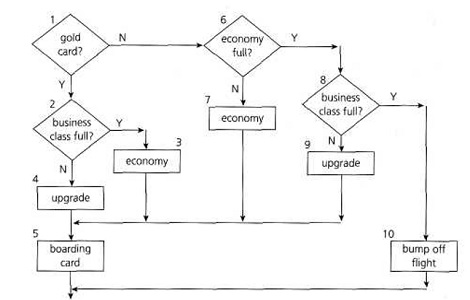 1
gold
card?
N
Y
2
business
class full?
Y
N
3
economy
4
upgrade
5
boarding
card
6
economy
full?
Y
N
7
economy
8
business
class full?
Y
N
9
upgrade
10
bump off
flight